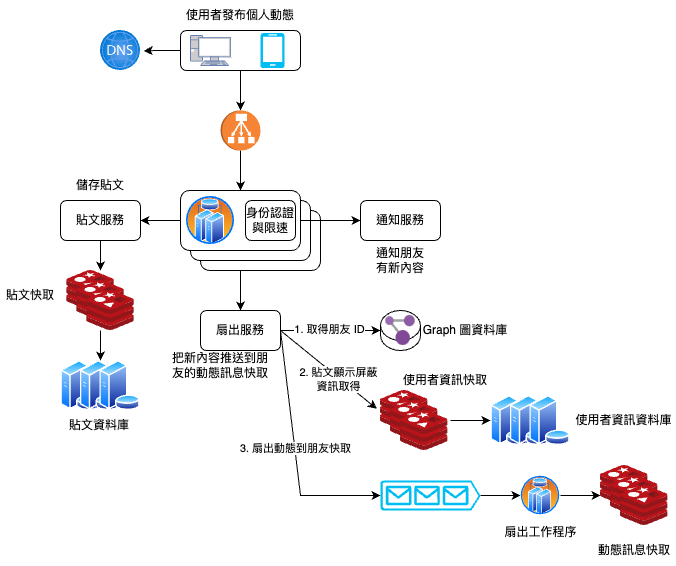 使用者發布個人動態
DNS
儲存貼文
貼文服務
身份認證
與限速
通知服務
通知朋友
有新內容
貼文快取
扇出服務
1. 取得朋友 ID
Graph 圖資料庫
把新內容推送到朋
友的動態訊息快取
2. 貼文顯示屏蔽
資訊取得
使用者資訊快取
貼文資料庫
使用者資訊資料庫
3. 扇出動態到朋友快取
扇出工作程序
動態訊息快取